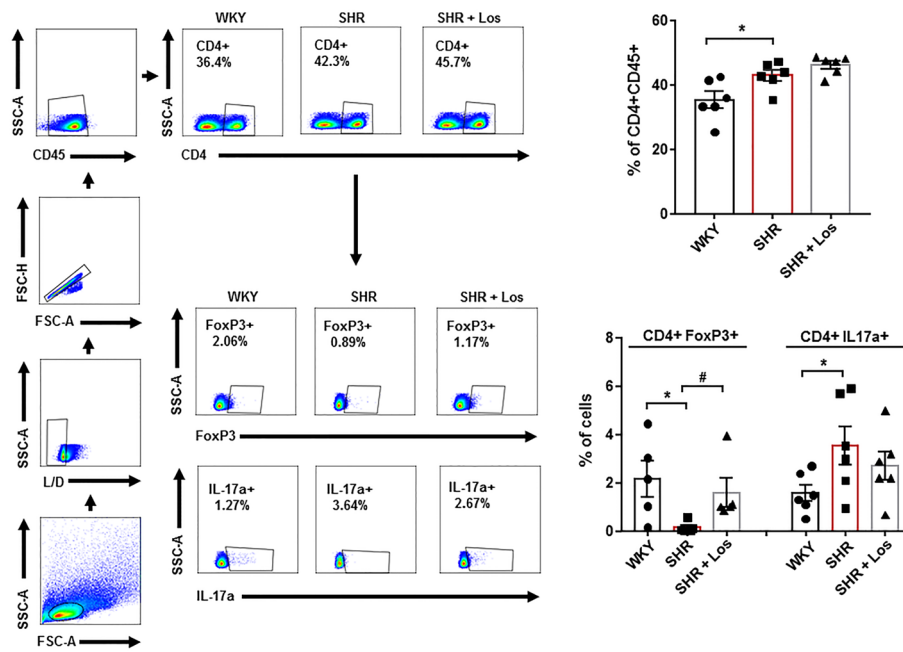 WKY
SHR
SHR + Los
SSC-A
CD45
SSC-A
CD4+
36.4%
CD4+
42.3%
CD4+
45.7%
CD4
FSC-H
FSC-A
SSC-A
L/D
SSC-A
FSC-A
WKY
SHR
SHR + Los
SSC-A
FoxP3+
2.06%
FoxP3+
0.89%
FoxP3+
1.17%
FoxP3
SSC-A
IL-17a+
1.27%
IL-17a+
3.64%
IL-17a+
2.67%
IL-17a
% of CD4+CD45+
60
40
20
0
*
WKY
SHR
SHR + Los
CD4+ FoxP3+
CD4+ IL17a+
% of cells
8
6
4
2
0
*
#
*
WKY
SHR
SHR + Los
WKY
SHR
SHR + Los